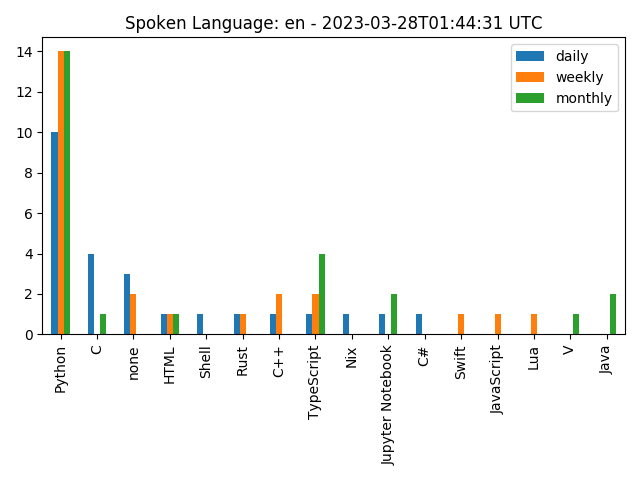 Spoken Language: en - 2023-03-28T01:44:31 UTC
daily
weekly
monthly
14
12
10
8
6
4
2
0
Python
C
none
HTML
Shell
Rust
C++
TypeScript
Nix
Jupyter Notebook
C#
Swift
JavaScript
Lua
V
Java